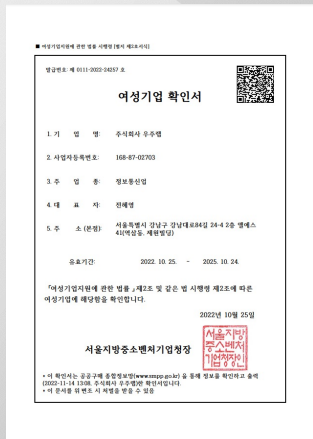 ■ 여성기업지원에 관한 법률 시행령 [별지 제2호서식]
발급번호: 제 0111-2022-24257 호
여성기업 확인서
1. 기 업 명: 주식회사 우주랩
2. 사업자등록번호: 168-87-02703
3. 주 업 종: 정보통신업
4. 대 표 자: 전혜영
5. 주 소 (본점): 서울특별시 강남구 강남대로84길 24-4 2층 엘에스
41(역삼동, 제원빌딩)
유효기간: 2022. 10. 25. - 2025. 10. 24.
「여성기업지원에 관한 법률」제2조 및 같은 법 시행령 제2조에 따른
여성기업에 해당함을 확인합니다.
2022년 10월 25일
서울지방중소벤처기업청장
서울지방
중소벤처
기업청장인
* 이 확인서는 공공구매 종합정보망(www.smpp.go.kr) 을 통해 정보를 확인하고 출력
(2022-11-14 13:08, 주식회사 우주랩)한 확인서입니다.
* 이 문서를 위·변조 시 처벌을 받을 수 있음